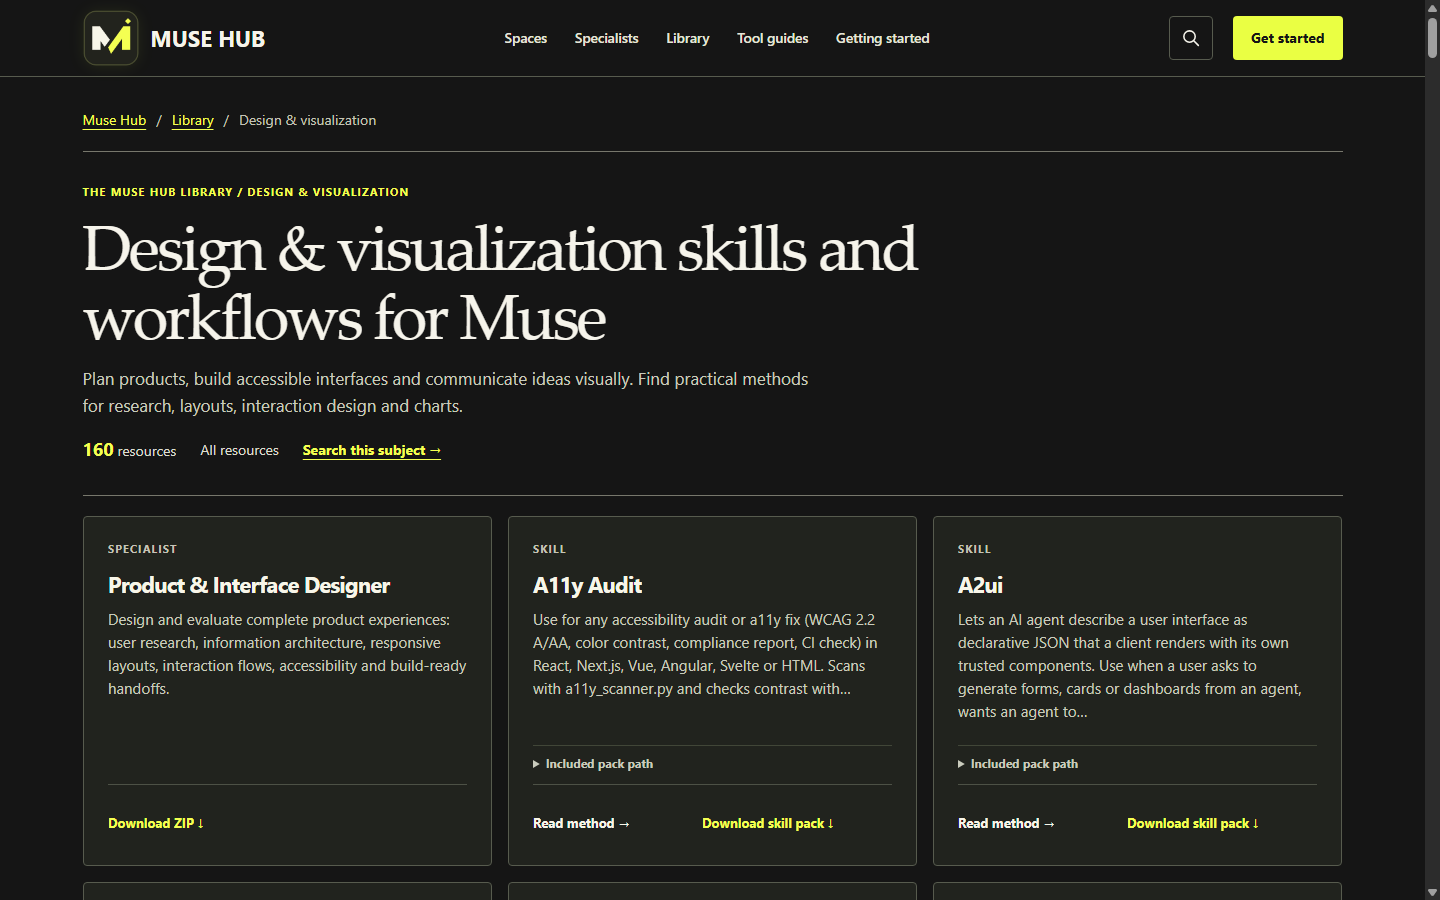 MUSE HUB
Spaces
Specialists
Library
Tool guides
Getting started
Get started
Muse Hub / Library / Design & visualization
THE MUSE HUB LIBRARY / DESIGN & VISUALIZATION
Design & visualization skills and
workflows for Muse
Plan products, build accessible interfaces and communicate ideas visually. Find practical methods
for research, layouts, interaction design and charts.
160 resources
All resources
Search this subject →
SPECIALIST
Product & Interface Designer
Design and evaluate complete product experiences:
user research, information architecture, responsive
layouts, interaction flows, accessibility and build-ready
handoffs.
Download ZIP ↓
SKILL
A11y Audit
Use for any accessibility audit or a11y fix (WCAG 2.2
A/AA, color contrast, compliance report, CI check) in
React, Next.js, Vue, Angular, Svelte or HTML. Scans
with a11y_scanner.py and checks contrast with...
Included pack path
Read method →
Download skill pack ↓
SKILL
A2ui
Lets an AI agent describe a user interface as
declarative JSON that a client renders with its own
trusted components. Use when a user asks to
generate forms, cards or dashboards from an agent,
wants an agent to...
Included pack path
Read method →
Download skill pack ↓